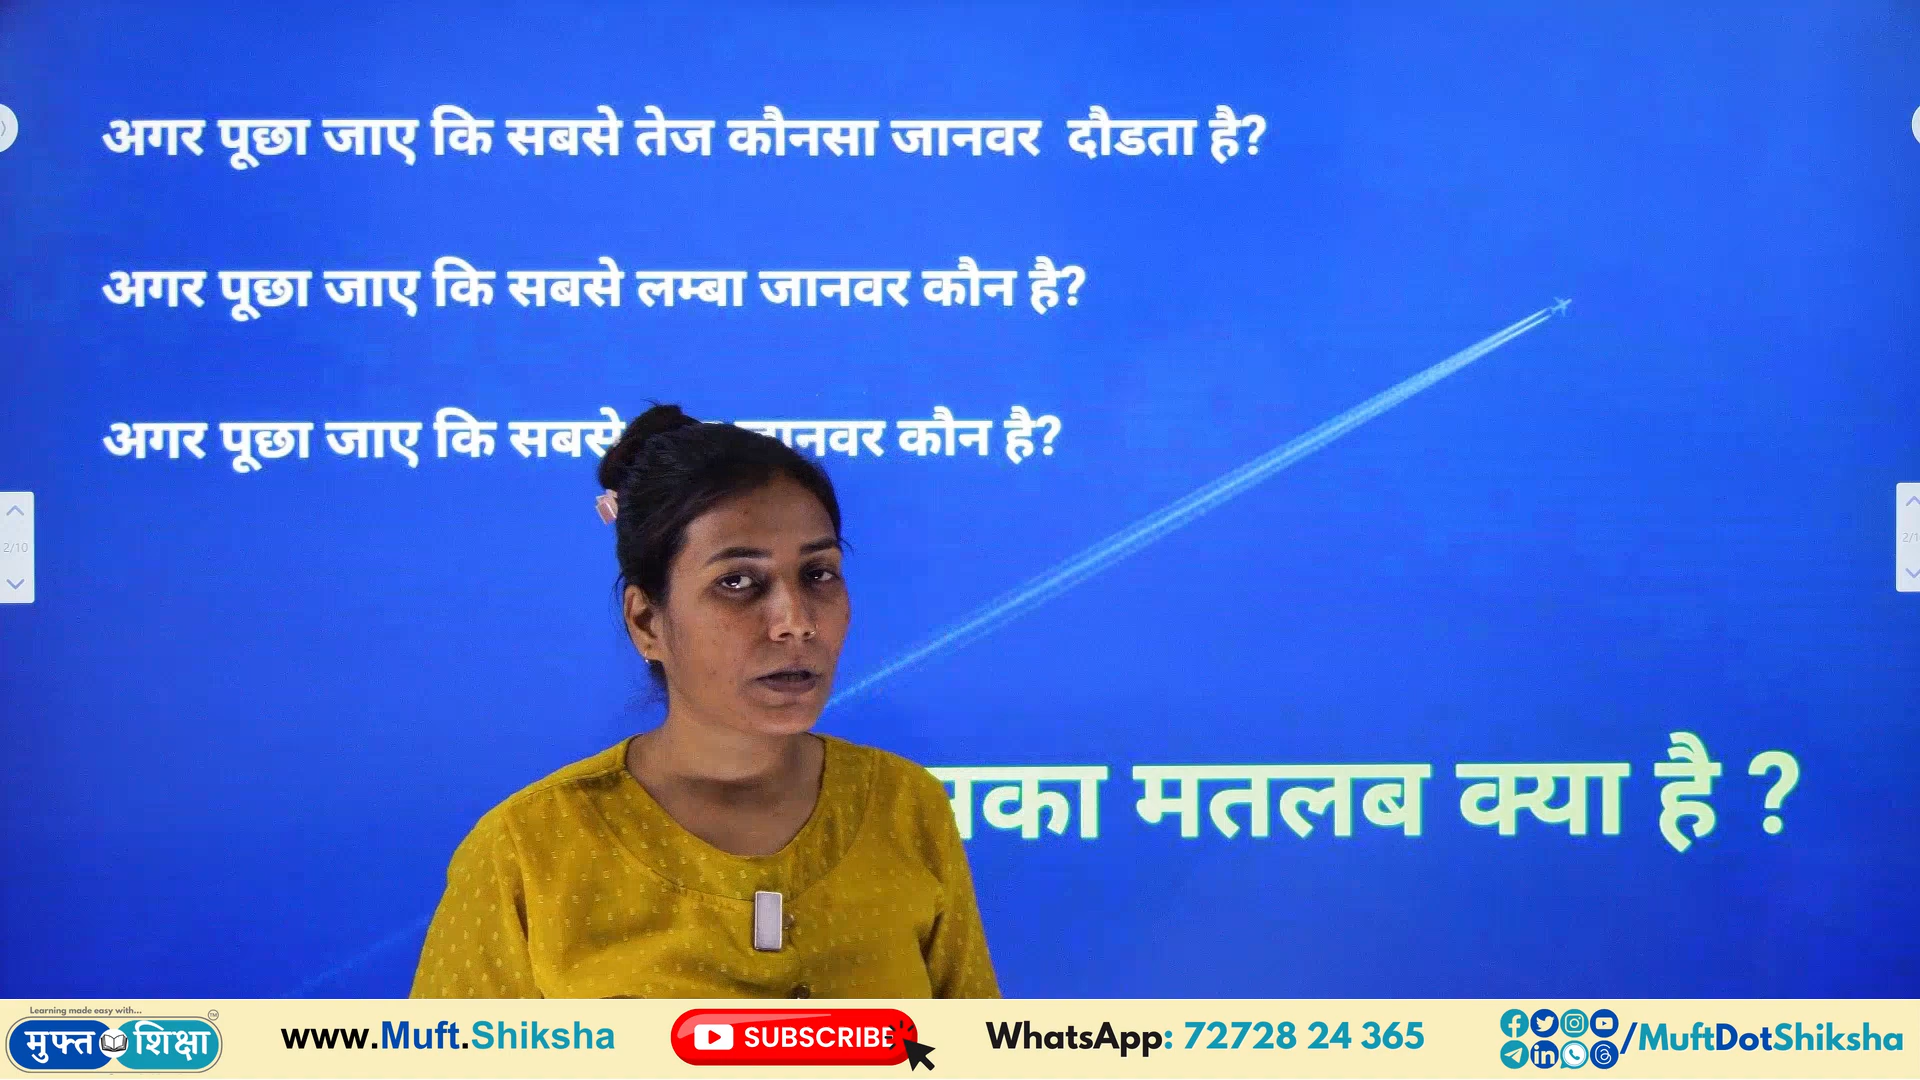 अगर पूछा जाए कि सबसे तेज कौनसा जानवर दौडता है?
अगर पूछा जाए कि सबसे लम्बा जानवर कौन है?
अगर पूछा जाए कि सबसे जानवर कौन है?
मतलब क्या है ?
2/10
Learning made easy with...
मुफ्त शिक्षा TM
www.Muft.Shiksha
SUBSCRIBE
WhatsApp: 72728 24 365
/MuftDotShiksha